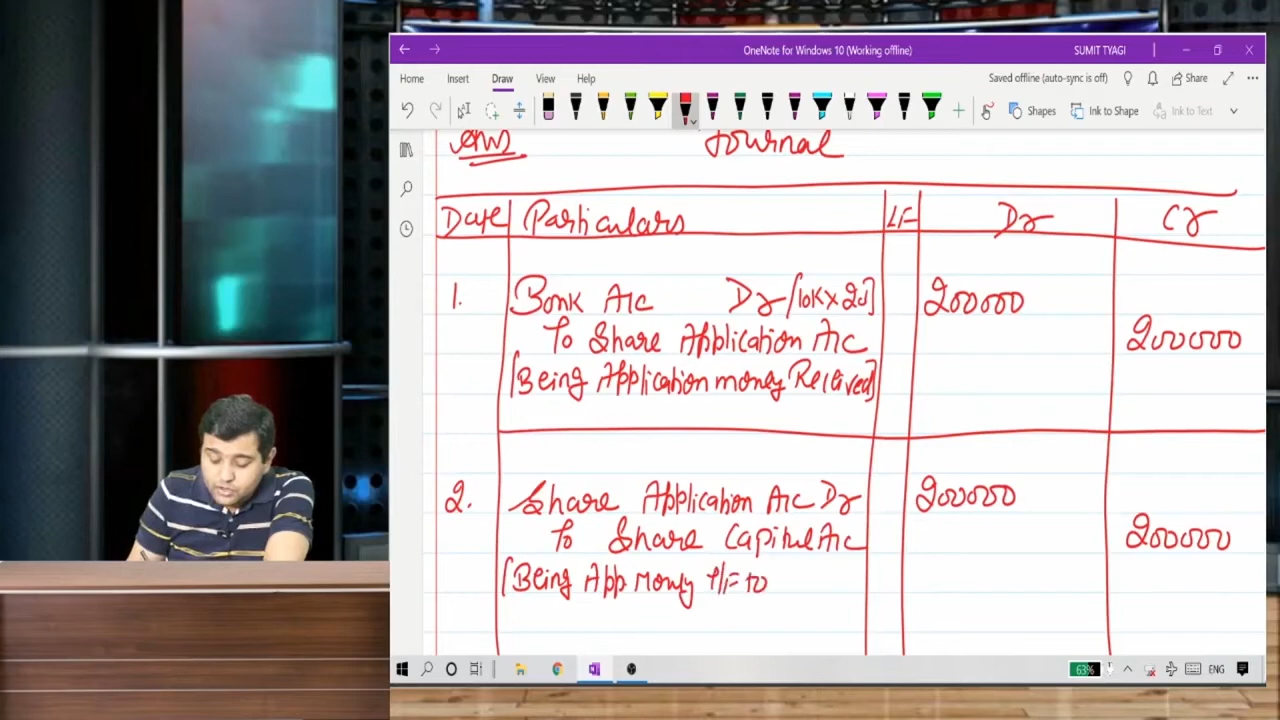 OneNote for Windows 10 (Working offline)
SUMIT TYAGI
Home Insert Draw View Help
Saved offline (auto-sync is off)
Share
Shapes
Ink to Shape
Ink to Text
Ans Journal
Date Particulars LF Dr Cr
1. Bank A/c Dr [10K x 20] 200000
To Share Application A/c 200000
[Being Application money Received]
2. Share Application A/c Dr 200000
To Share Capital A/c 200000
[Being App Money T/F to
63%
ENG